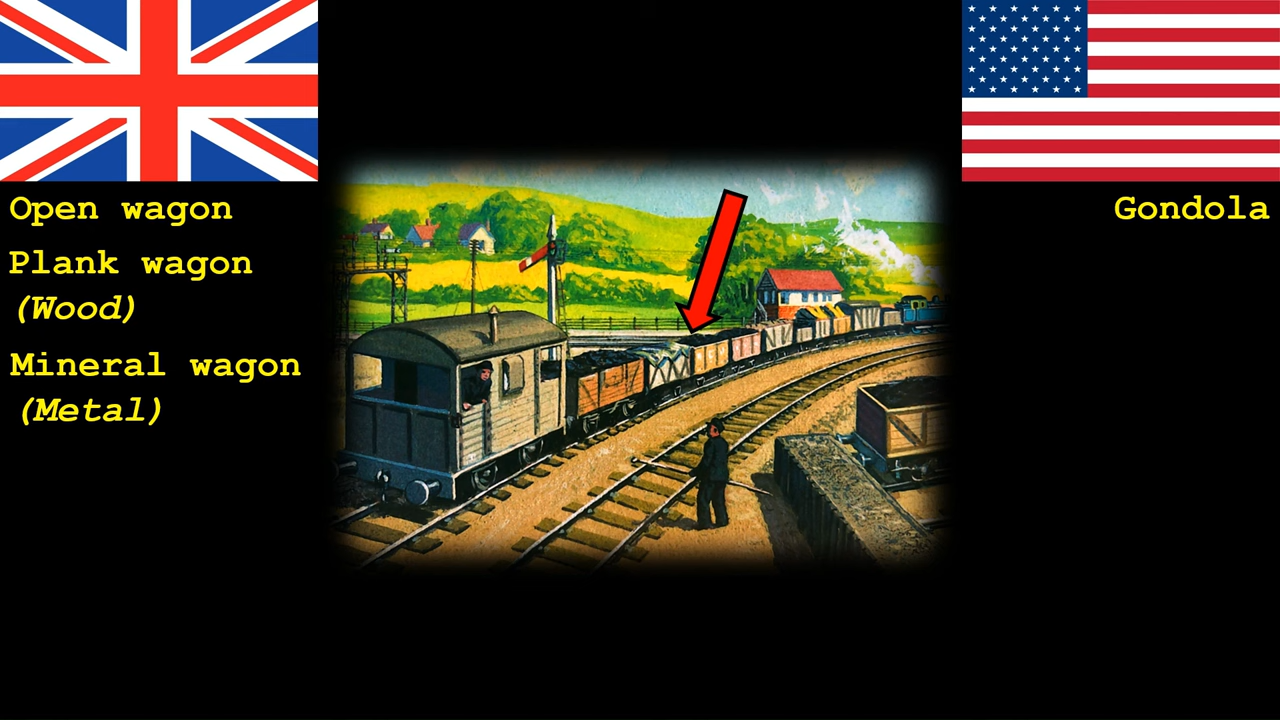 Open wagon
Gondola
Plank wagon
(Wood)
Mineral wagon
(Metal)